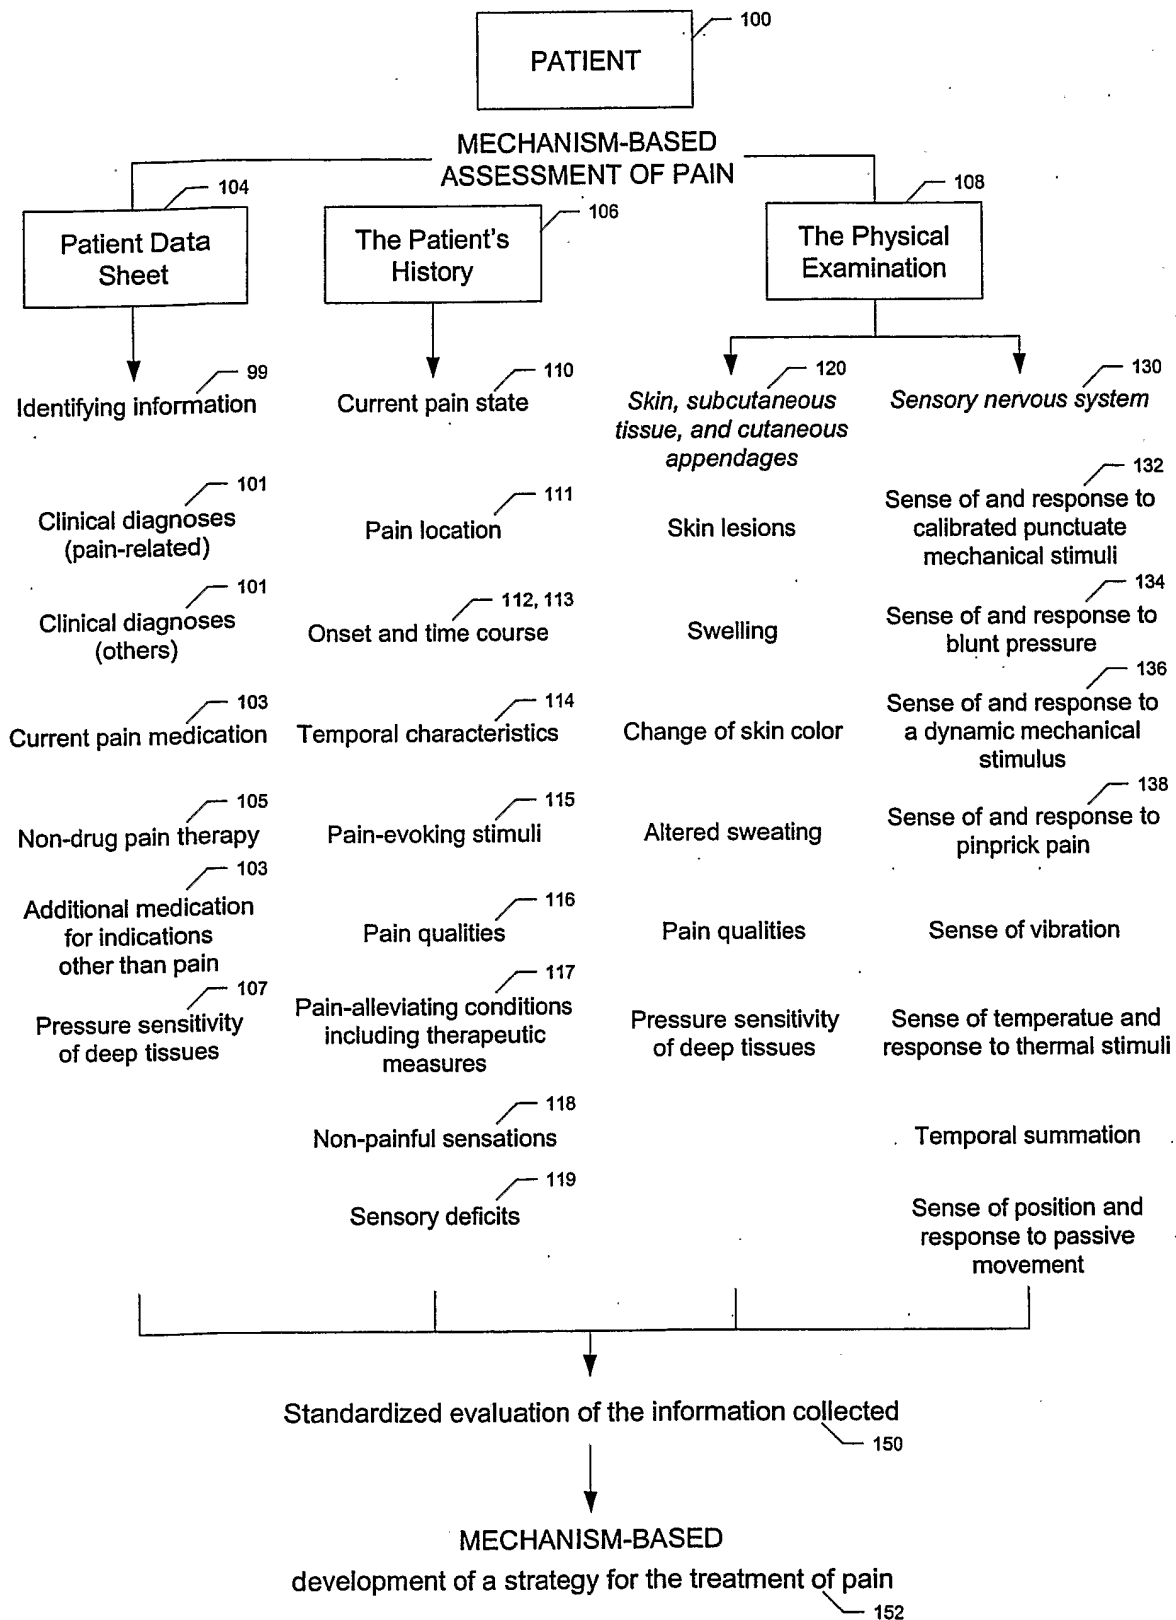 100
PATIENT
MECHANISM-BASED
ASSESSMENT OF PAIN
104
Patient Data
Sheet
106
The Patient's
History
108
The Physical
Examination
99
Identifying information
101
Clinical diagnoses
(pain-related)
101
Clinical diagnoses
(others)
103
Current pain medication
105
Non-drug pain therapy
103
Additional medication
for indications
other than pain
107
Pressure sensitivity
of deep tissues
110
Current pain state
111
Pain location
112, 113
Onset and time course
114
Temporal characteristics
115
Pain-evoking stimuli
116
Pain qualities
117
Pain-alleviating conditions
including therapeutic
measures
118
Non-painful sensations
119
Sensory deficits
120
Skin, subcutaneous
tissue, and cutaneous
appendages
Skin lesions
Swelling
Change of skin color
Altered sweating
Pain qualities
Pressure sensitivity
of deep tissues
130
Sensory nervous system
132
Sense of and response to
calibrated punctuate
mechanical stimuli
134
Sense of and response to
blunt pressure
136
Sense of and response to
a dynamic mechanical
stimulus
138
Sense of and response to
pinprick pain
Sense of vibration
Sense of temperatue and
response to thermal stimuli
Temporal summation
Sense of position and
response to passive
movement
Standardized evaluation of the information collected
150
MECHANISM-BASED
development of a strategy for the treatment of pain
152